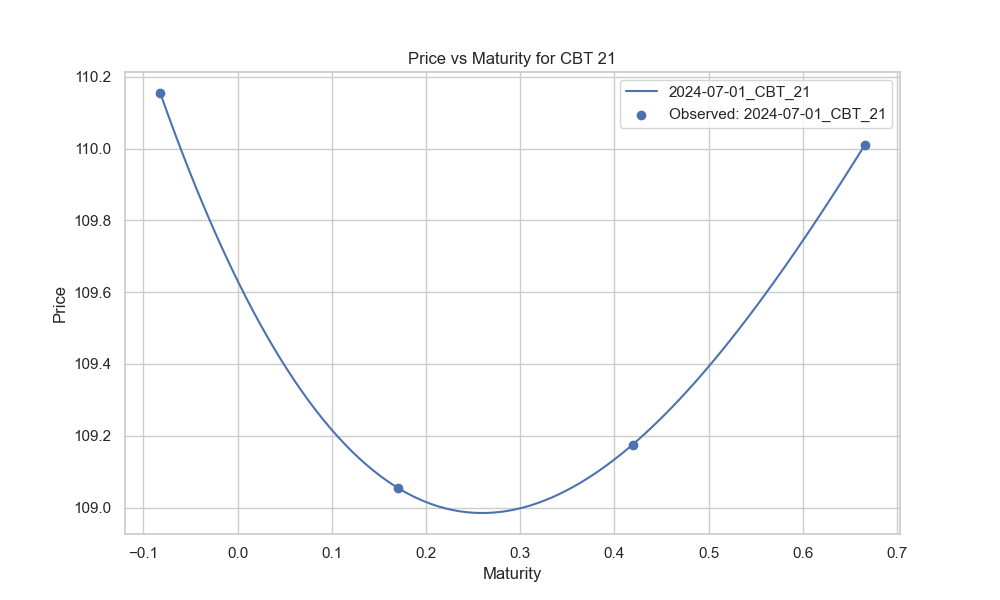 Price vs Maturity for CBT 21
2024-07-01_CBT_21
Observed: 2024-07-01_CBT_21
Price
110.2
110.0
109.8
109.6
109.4
109.2
109.0
−0.1 0.0 0.1 0.2 0.3 0.4 0.5 0.6 0.7
Maturity